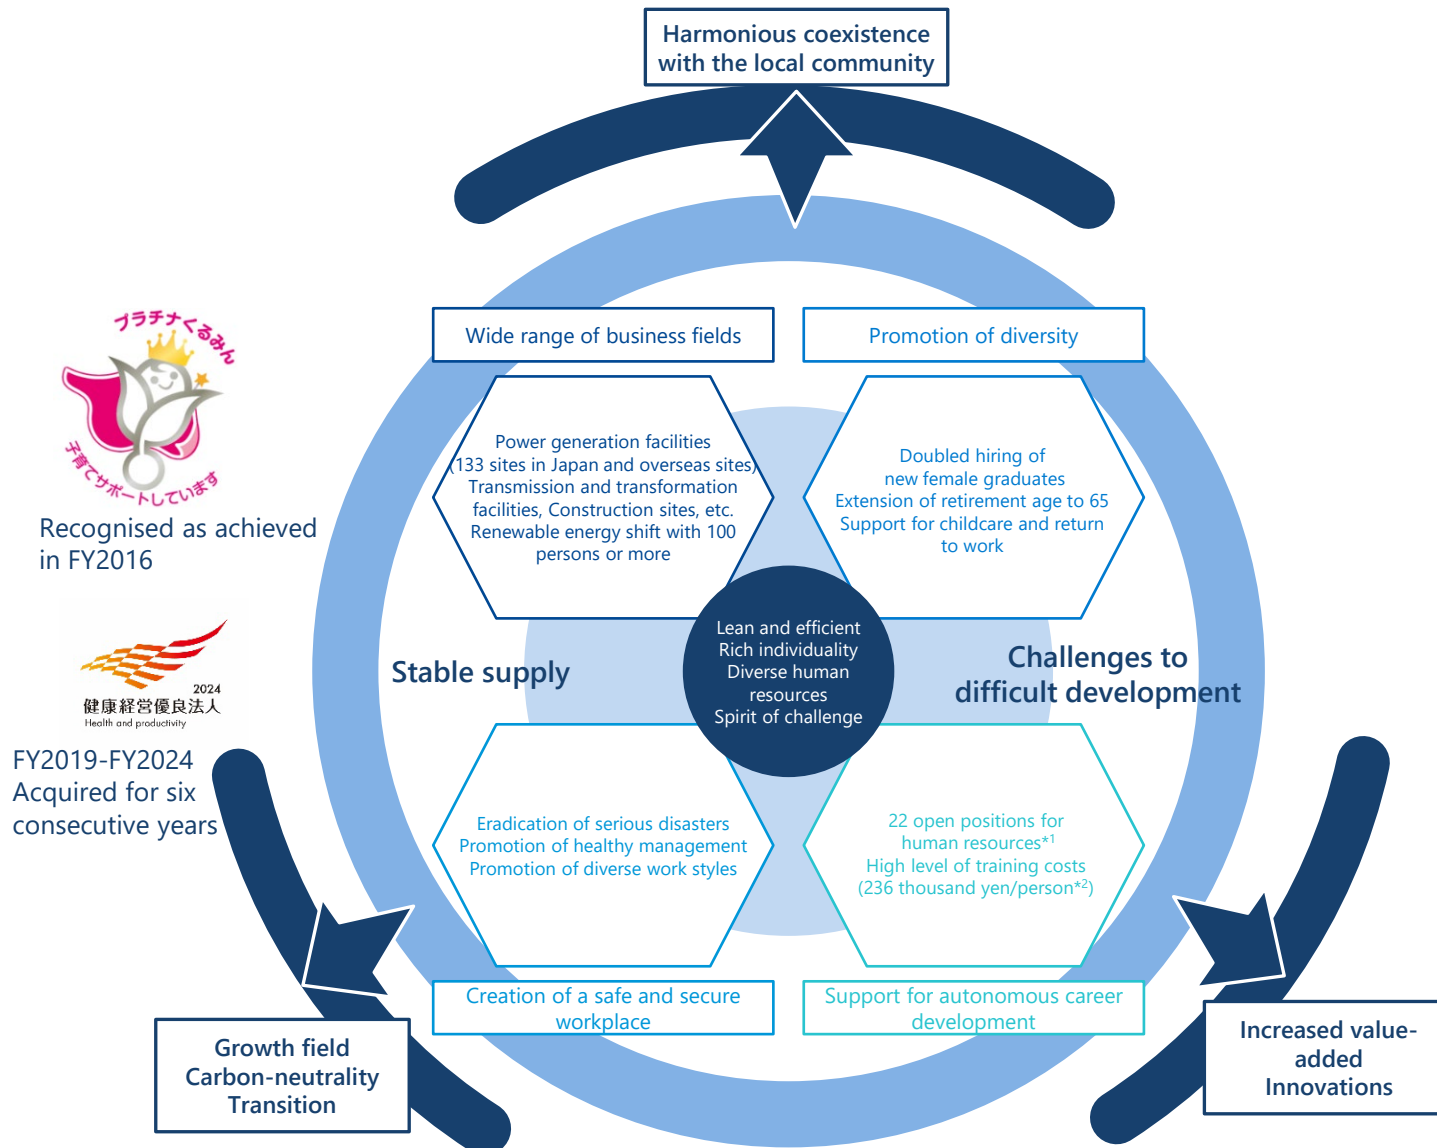 Harmonious coexistence
with the local community
プラチナくるみん
子育てサポートしています
Recognised as achieved
in FY2016
2024
健康経営優良法人
Health and productivity
FY2019-FY2024
Acquired for six
consecutive years
Wide range of business fields
Power generation facilities
(133 sites in Japan and overseas sites)
Transmission and transformation
facilities, Construction sites, etc.
Renewable energy shift with 100
persons or more
Promotion of diversity
Doubled hiring of
new female graduates
Extension of retirement age to 65
Support for childcare and return
to work
Stable supply
Lean and efficient
Rich individuality
Diverse human
resources
Spirit of challenge
Challenges to
difficult development
Eradication of serious disasters
Promotion of healthy management
Promotion of diverse work styles
Creation of a safe and secure
workplace
22 open positions for
human resources*1
High level of training costs
(236 thousand yen/person*2)
Support for autonomous career
development
Growth field
Carbon-neutrality
Transition
Increased value-
added
Innovations